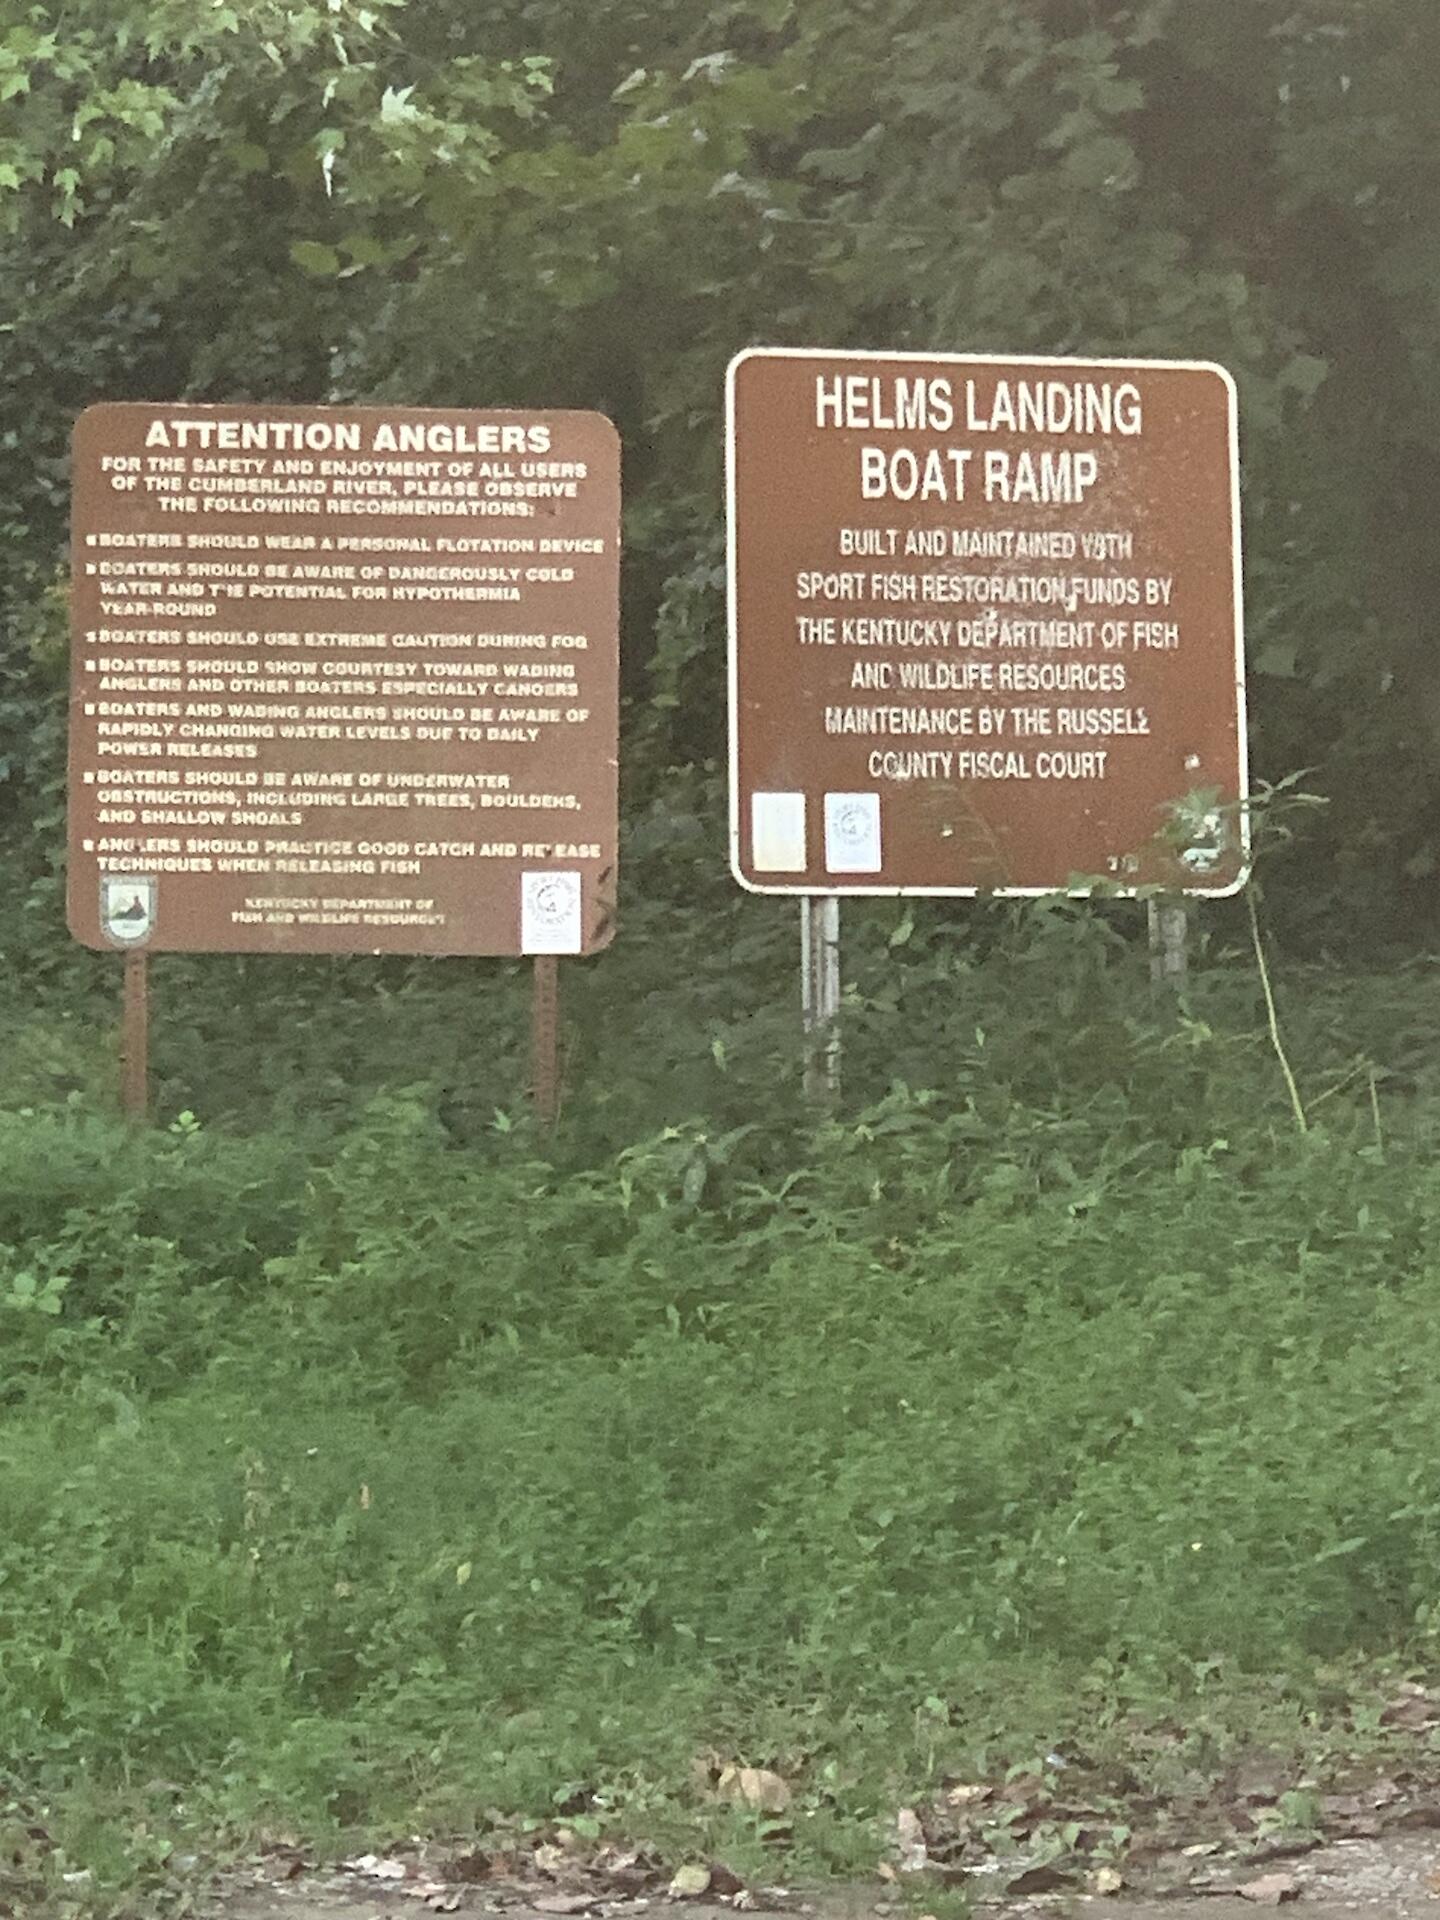 ATTENTION ANGLERS
FOR THE SAFETY AND ENJOYMENT OF ALL USERS
OF THE CUMBERLAND RIVER, PLEASE OBSERVE
THE FOLLOWING RECOMMENDATIONS:
▪ BOATERS SHOULD WEAR A PERSONAL FLOTATION DEVICE
▪ BOATERS SHOULD BE AWARE OF DANGEROUSLY COLD
WATER AND THE POTENTIAL FOR HYPOTHERMIA
YEAR-ROUND
▪ BOATERS SHOULD USE EXTREME CAUTION DURING FOG
▪ BOATERS SHOULD SHOW COURTESY TOWARD WADING
ANGLERS AND OTHER BOATERS ESPECIALLY CANOERS
▪ BOATERS AND WADING ANGLERS SHOULD BE AWARE OF
RAPIDLY CHANGING WATER LEVELS DUE TO DAILY
POWER RELEASES
▪ BOATERS SHOULD BE AWARE OF UNDERWATER
OBSTRUCTIONS, INCLUDING LARGE TREES, BOULDERS,
AND SHALLOW SHOALS
▪ ANGLERS SHOULD PRACTICE GOOD CATCH AND RELEASE
TECHNIQUES WHEN RELEASING FISH
KENTUCKY DEPARTMENT OF
FISH AND WILDLIFE RESOURCES
HELMS LANDING
BOAT RAMP
BUILT AND MAINTAINED WITH
SPORT FISH RESTORATION FUNDS BY
THE KENTUCKY DEPARTMENT OF FISH
AND WILDLIFE RESOURCES
MAINTENANCE BY THE RUSSELL
COUNTY FISCAL COURT